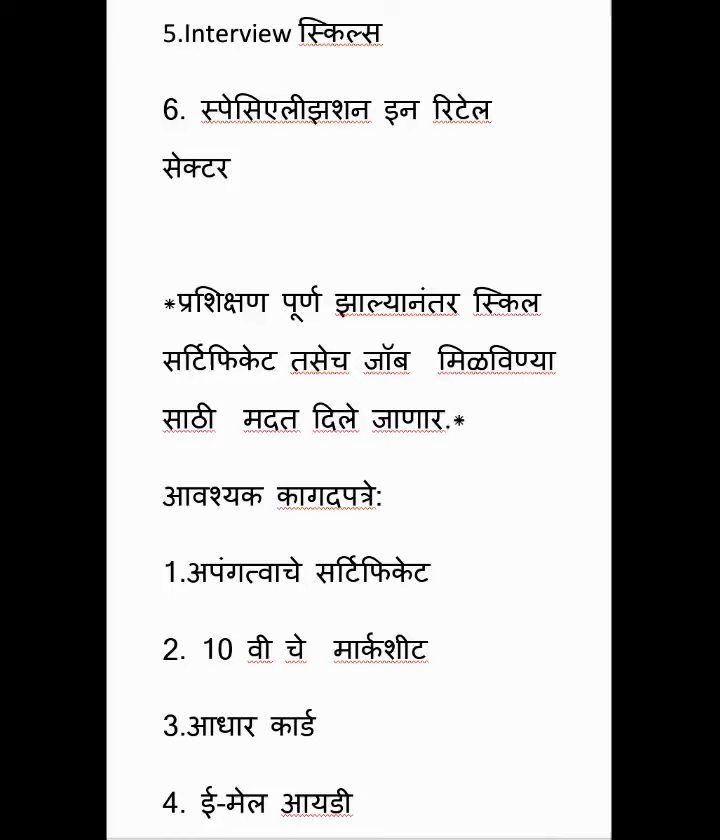 5.Interview स्किल्स
6. स्पेसिएलीझशन इन रिटेल
सेक्टर
*प्रशिक्षण पूर्ण झाल्यानंतर स्किल
सर्टिफिकेट तसेच जॉब मिळविण्या
साठी मदत दिले जाणार.*
आवश्यक कागदपत्रे:
1.अपंगत्वाचे सर्टिफिकेट
2. 10 वी चे मार्कशीट
3.आधार कार्ड
4. ई-मेल आयडी